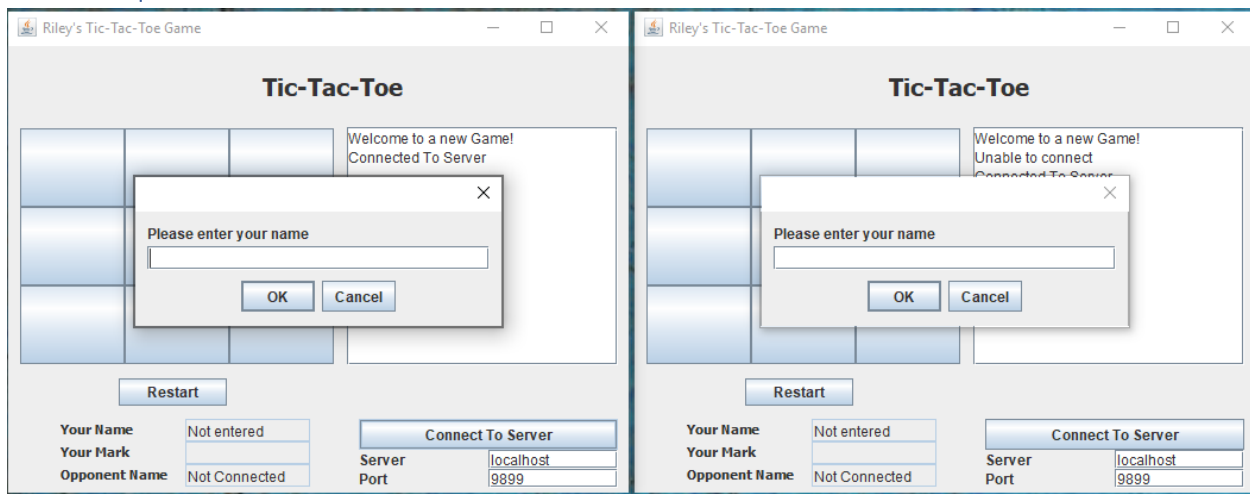 Riley's Tic-Tac-Toe Game
Tic-Tac-Toe
Welcome to a new Game!
Connected To Server
Please enter your name
OK Cancel
Restart
Your Name Not entered
Your Mark
Opponent Name Not Connected
Connect To Server
Server localhost
Port 9899
Riley's Tic-Tac-Toe Game
Tic-Tac-Toe
Welcome to a new Game!
Unable to connect
Connected To Server
Please enter your name
OK Cancel
Restart
Your Name Not entered
Your Mark
Opponent Name Not Connected
Connect To Server
Server localhost
Port 9899